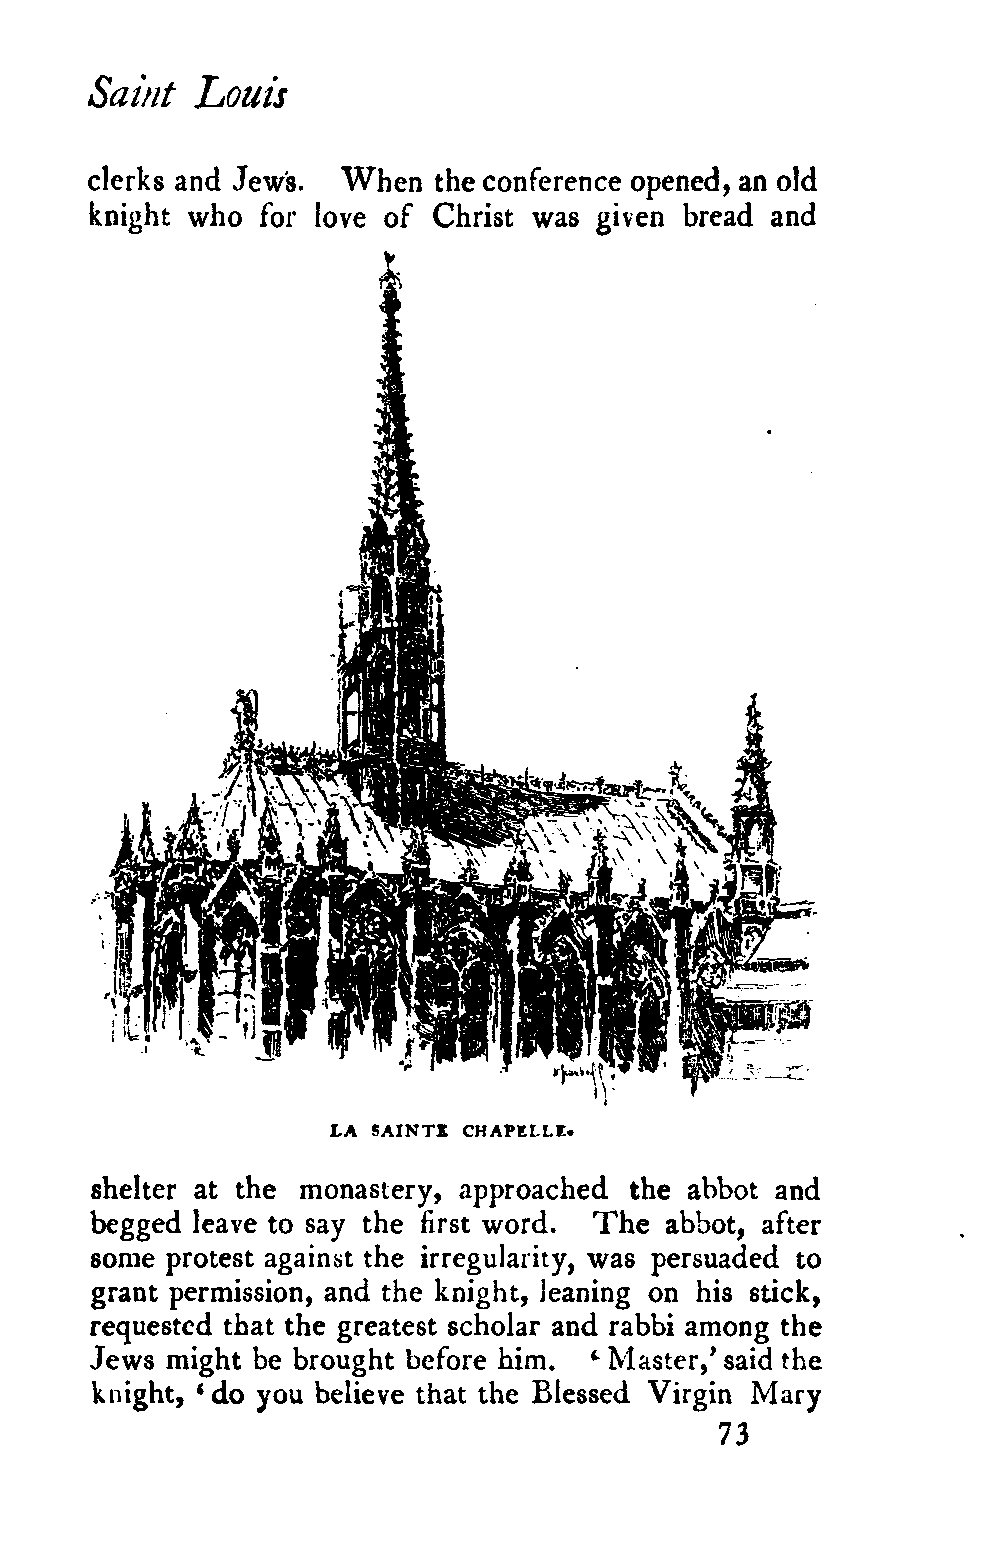 Saint Louis
clerks and Jews. When the conference opened, an old
knight who for love of Christ was given bread and
LA SAINTE CHAPELLE.
shelter at the monastery, approached the abbot and
begged leave to say the first word. The abbot, after
some protest against the irregularity, was persuaded to
grant permission, and the knight, leaning on his stick,
requested that the greatest scholar and rabbi among the
Jews might be brought before him. ‘ Master,’ said the
knight, ‘ do you believe that the Blessed Virgin Mary
73